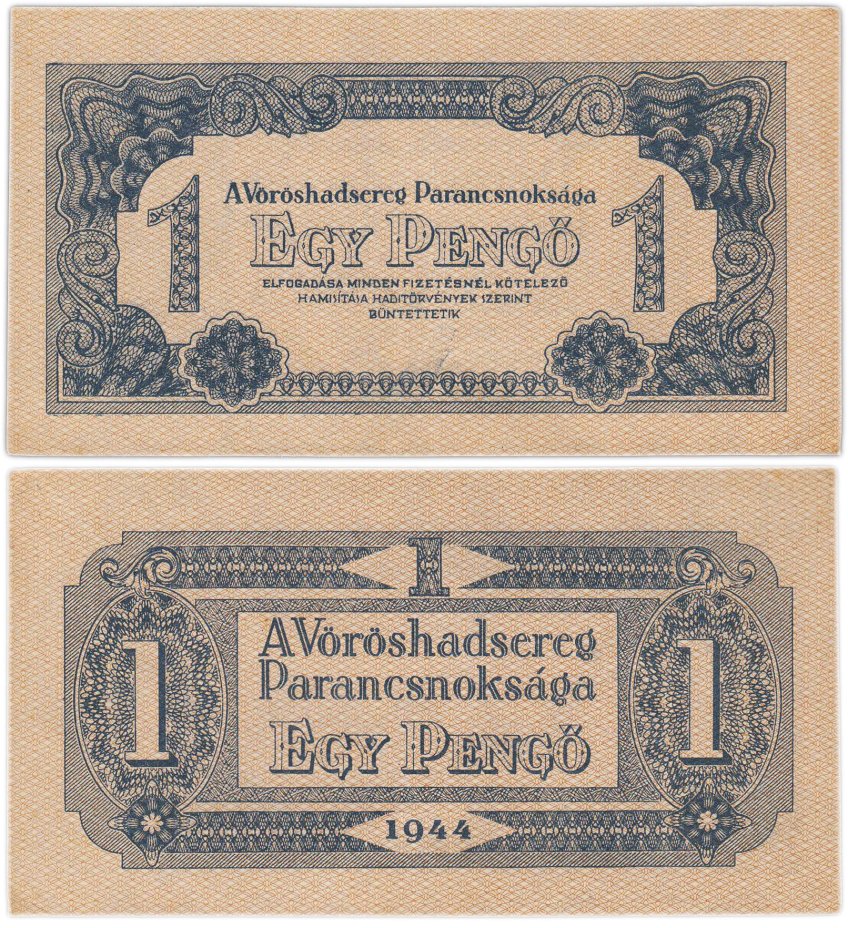 A Vöröshadsereg Parancsnoksága
1 1
EGY PENGŐ
ELFOGADÁSA MINDEN FIZETÉSNÉL KÖTELEZŐ
HAMISÍTÁSA HADITÖRVÉNYEK SZERINT
BÜNTETTETIK
1
A Vöröshadsereg
Parancsnoksága
1 1
EGY PENGŐ
1944